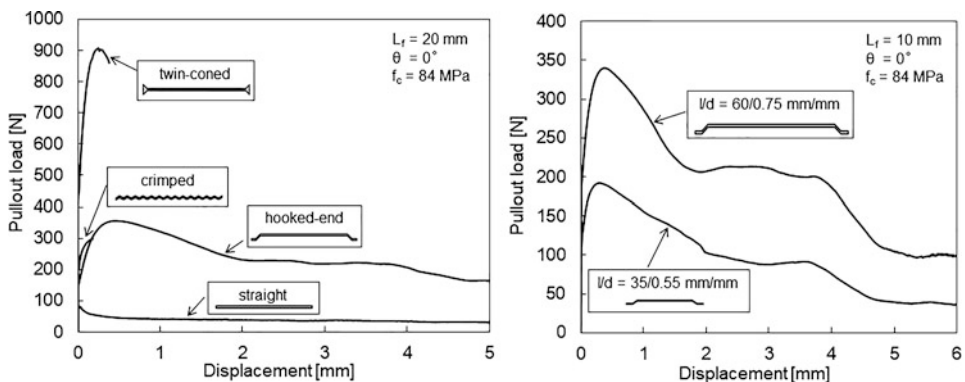 1000
900
800
700
600
500
400
300
200
100
0
Pullout load [N]
L_f = 20 mm
θ = 0°
f_c = 84 MPa
twin-coned
crimped
hooked-end
straight
0 1 2 3 4 5
Displacement [mm]
400
350
300
250
200
150
100
50
0
Pullout load [N]
L_f = 10 mm
θ = 0°
f_c = 84 MPa
l/d = 60/0.75 mm/mm
l/d = 35/0.55 mm/mm
0 1 2 3 4 5 6
Displacement [mm]